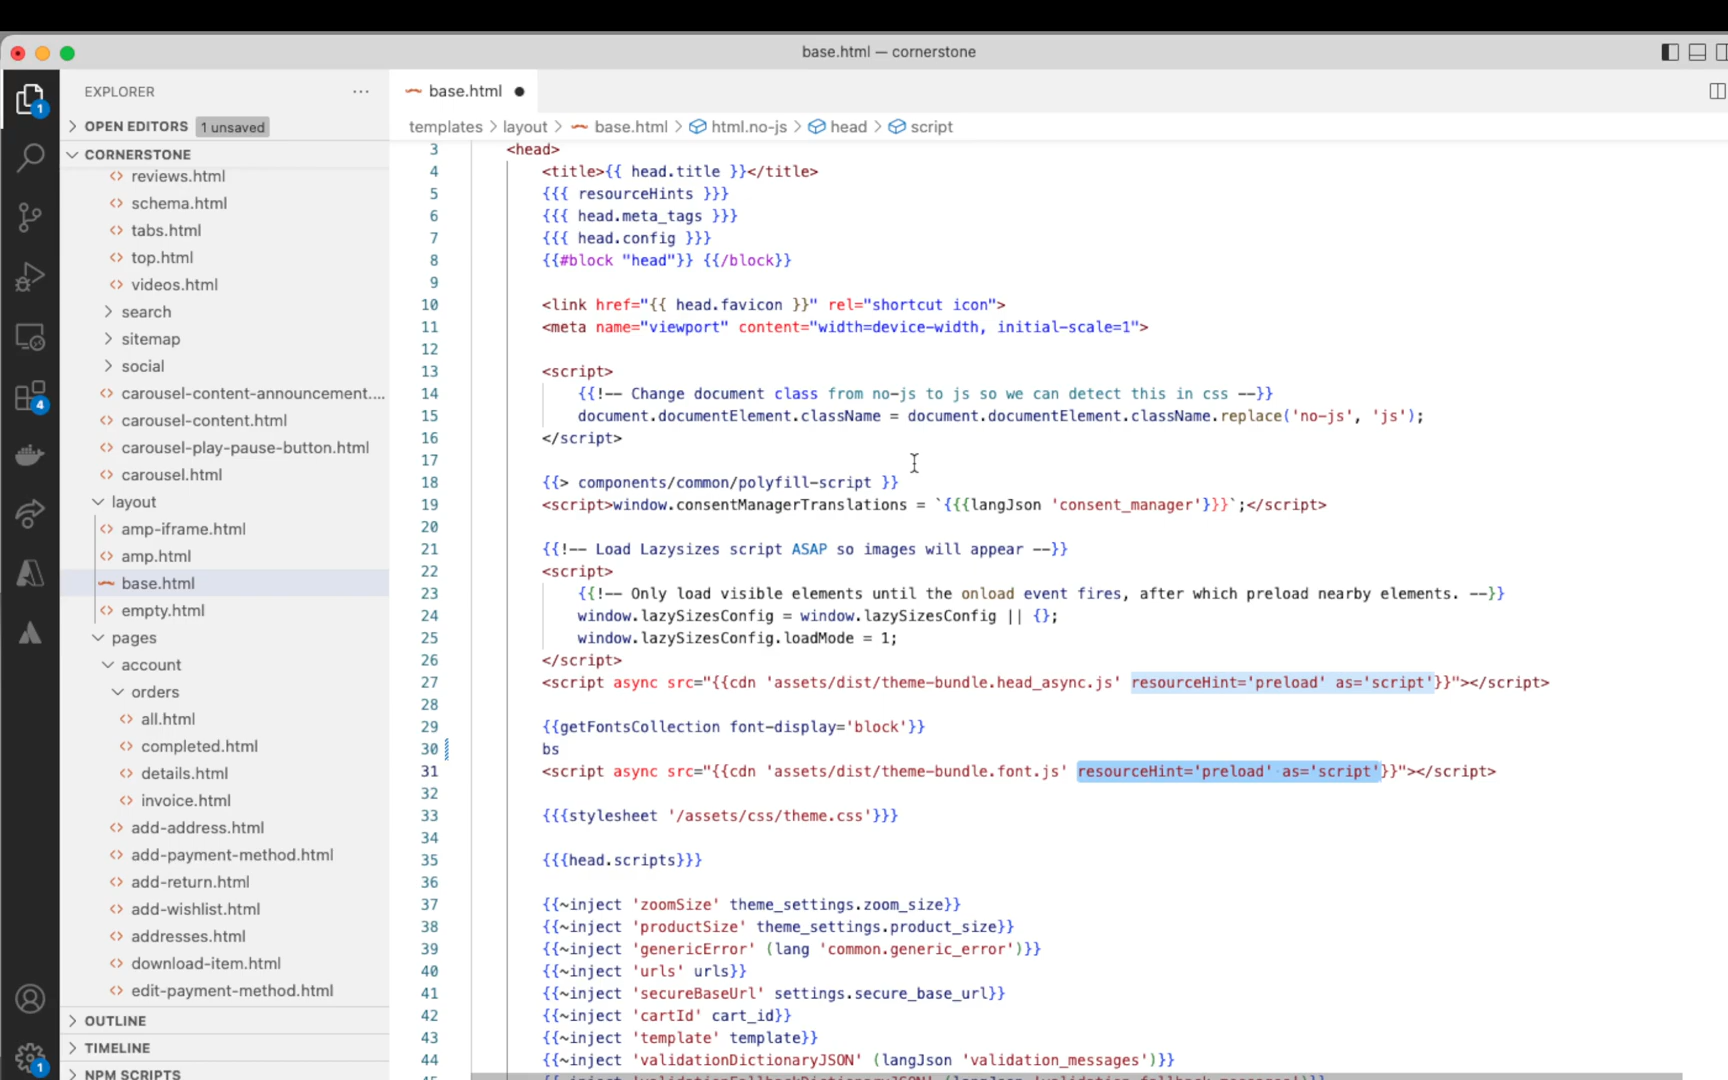 base.html — cornerstone
1
4
1
EXPLORER
···
OPEN EDITORS 1 unsaved
CORNERSTONE
reviews.html
schema.html
tabs.html
top.html
videos.html
search
sitemap
social
carousel-content-announcement....
carousel-content.html
carousel-play-pause-button.html
carousel.html
layout
amp-iframe.html
amp.html
base.html
empty.html
pages
account
orders
all.html
completed.html
details.html
invoice.html
add-address.html
add-payment-method.html
add-return.html
add-wishlist.html
addresses.html
download-item.html
edit-payment-method.html
OUTLINE
TIMELINE
NPM SCRIPTS
base.html
templates > layout > base.html > html.no-js > head > script
3 <head>
4 <title>{{ head.title }}</title>
5 {{{ resourceHints }}}
6 {{{ head.meta_tags }}}
7 {{{ head.config }}}
8 {{#block "head"}} {{/block}}
9
10 <link href="{{ head.favicon }}" rel="shortcut icon">
11 <meta name="viewport" content="width=device-width, initial-scale=1">
12
13 <script>
14 {{!-- Change document class from no-js to js so we can detect this in css --}}
15 document.documentElement.className = document.documentElement.className.replace('no-js', 'js');
16 </script>
17
18 {{> components/common/polyfill-script }}
19 <script>window.consentManagerTranslations = `{{{langJson 'consent_manager'}}}`;</script>
20
21 {{!-- Load Lazysizes script ASAP so images will appear --}}
22 <script>
23 {{!-- Only load visible elements until the onload event fires, after which preload nearby elements. --}}
24 window.lazySizesConfig = window.lazySizesConfig || {};
25 window.lazySizesConfig.loadMode = 1;
26 </script>
27 <script async src="{{cdn 'assets/dist/theme-bundle.head_async.js' resourceHint='preload' as='script'}}"></script>
28
29 {{getFontsCollection font-display='block'}}
30 bs
31 <script async src="{{cdn 'assets/dist/theme-bundle.font.js' resourceHint='preload' as='script'}}"></script>
32
33 {{{stylesheet '/assets/css/theme.css'}}}
34
35 {{{head.scripts}}}
36
37 {{~inject 'zoomSize' theme_settings.zoom_size}}
38 {{~inject 'productSize' theme_settings.product_size}}
39 {{~inject 'genericError' (lang 'common.generic_error')}}
40 {{~inject 'urls' urls}}
41 {{~inject 'secureBaseUrl' settings.secure_base_url}}
42 {{~inject 'cartId' cart_id}}
43 {{~inject 'template' template}}
44 {{~inject 'validationDictionaryJSON' (langJson 'validation_messages')}}